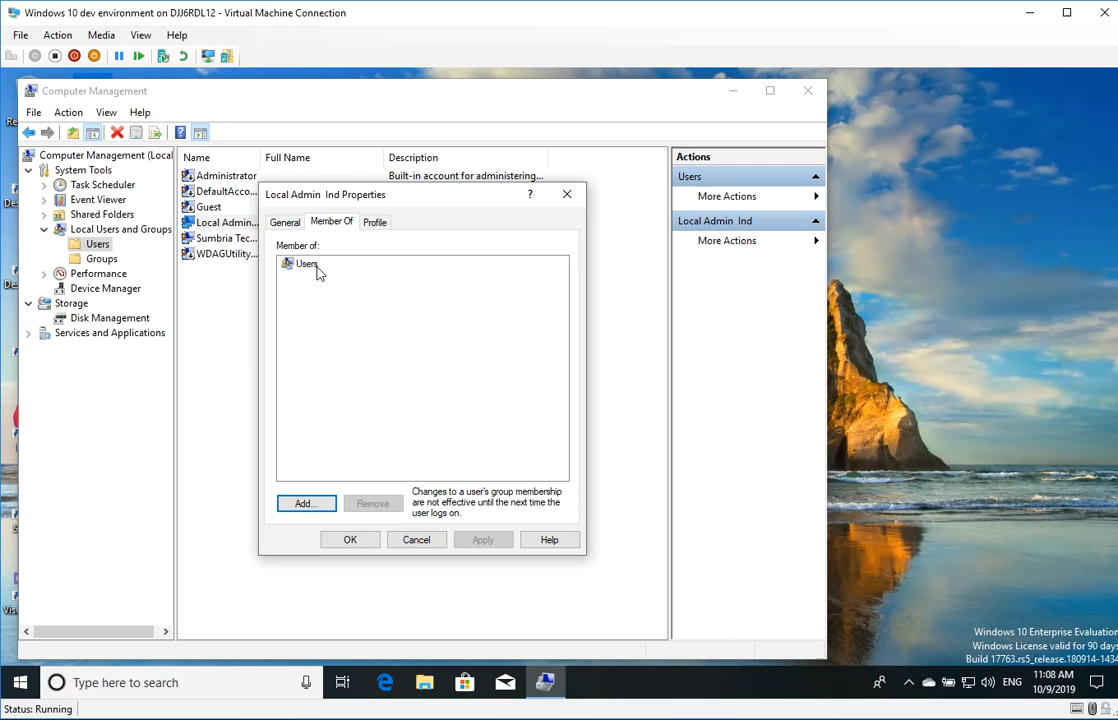 Windows 10 dev environment on DJJ6RDL12 - Virtual Machine Connection
File Action Media View Help
Computer Management
File Action View Help
Computer Management (Local
System Tools
Task Scheduler
Event Viewer
Shared Folders
Local Users and Groups
Users
Groups
Performance
Device Manager
Storage
Disk Management
Services and Applications
Name Full Name Description
Administrator Built-in account for administering...
DefaultAcco...
Guest
Local Admin...
Sumbria Tec...
WDAGUtility...
Local Admin Ind Properties
General Member Of Profile
Member of:
Users
Add... Remove
Changes to a user's group membership
are not effective until the next time the
user logs on.
OK Cancel Apply Help
Actions
Users
More Actions
Local Admin Ind
More Actions
Windows 10 Enterprise Evaluation
Windows License valid for 90 days
Build 17763.rs5_release.180914-1434
Type here to search
ENG
11:08 AM
10/9/2019
Status: Running